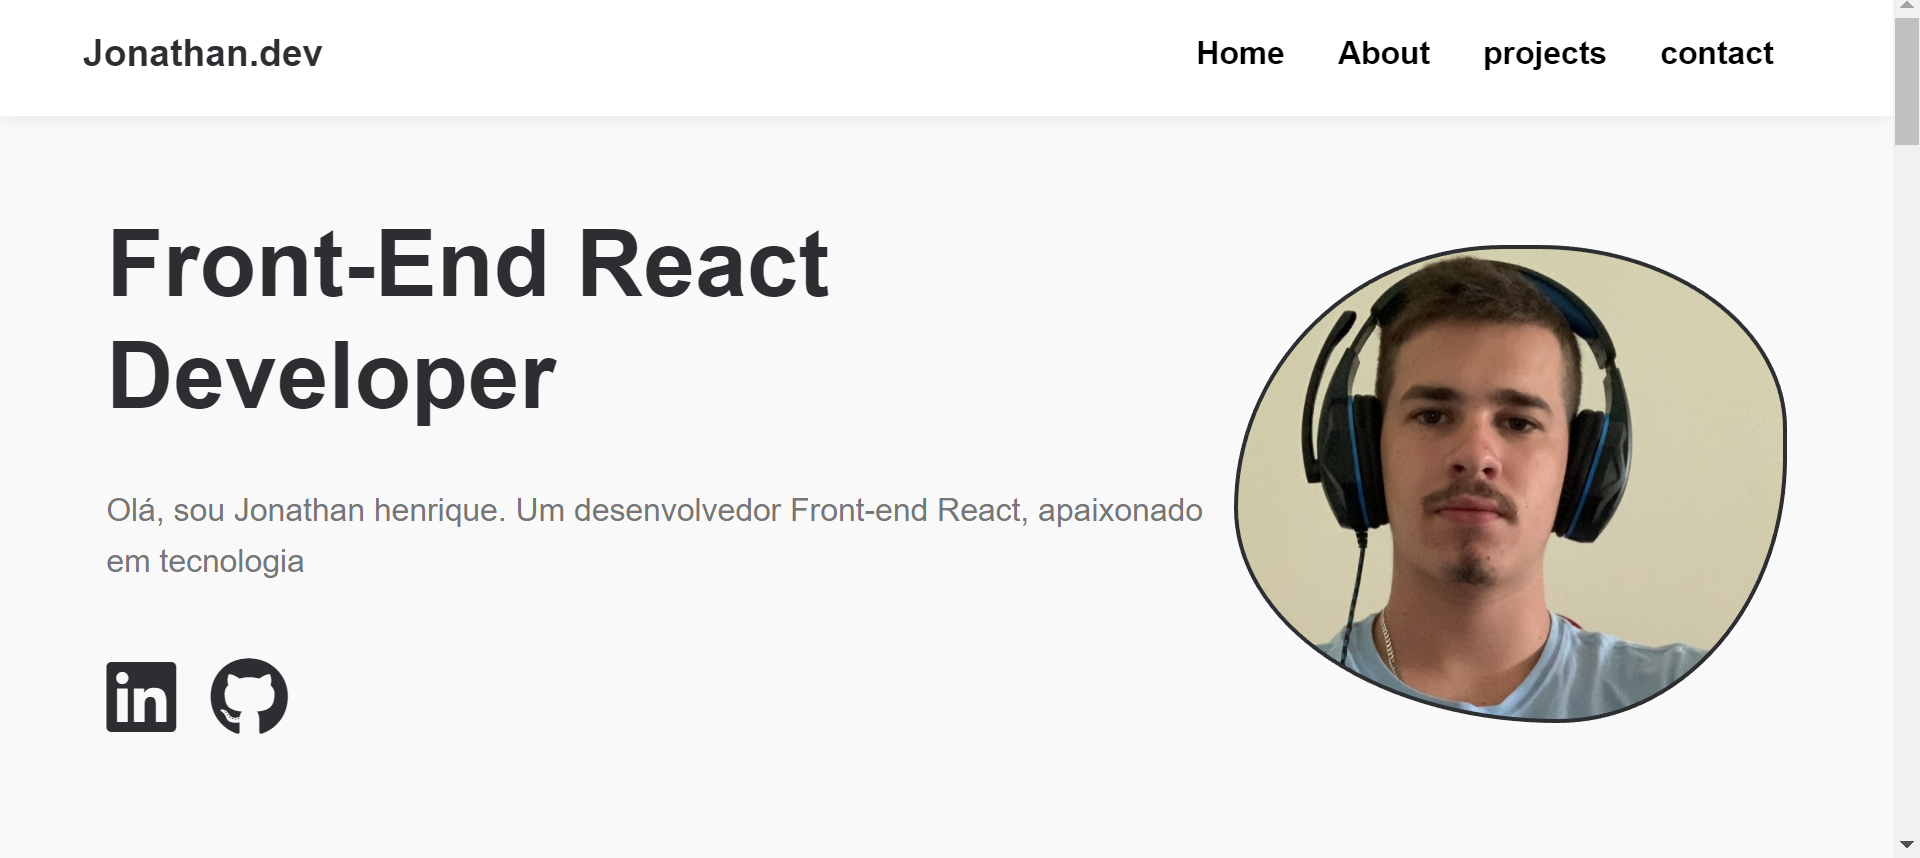 Jonathan.dev
Home About projects contact
Front-End React
Developer
Olá, sou Jonathan henrique. Um desenvolvedor Front-end React, apaixonado
em tecnologia
in